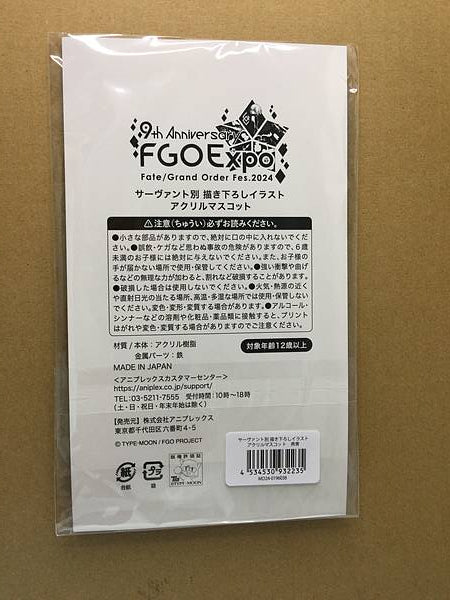 9th Anniversary
FGO Expo
Fate/Grand Order Fes.2024
サーヴァント別 描き下ろしイラスト
アクリルマスコット
注意(ちゅうい)必ずお読みください。
●小さな部品がありますので、絶対に口の中に入れないでくだ
さい。●誤飲・ケガなど思わぬ事故の危険がありますので、6歳
未満のお子様には絶対に与えないでください。また、お子様の
手が届かない場所で使用・保管してください。●強い衝撃や曲げ
るなどの無理な力が加わると、割れなど破損することがあります。
●破損した場合は使用しないでください。●火気・熱源の近く
や直射日光の当たる場所、高温・多湿な場所では使用・保管しな
いでください。変色・変形・変質する場合があります。●アルコール・
シンナーなどの溶剤や化粧品・薬品類に接触すると、プリント
はがれや変色・変質する場合がありますのでご注意ください。
材質/本体:アクリル樹脂
金属パーツ:鉄
対象年齢12歳以上
MADE IN JAPAN
<アニプレックスカスタマーセンター>
https://aniplex.co.jp/support/
TEL:03-5211-7555 受付時間10時〜18時
(土・日・祝日・年末年始は除く)
【発売元】株式会社アニプレックス
東京都千代田区六番町4-5
© TYPE-MOON / FGO PROJECT
紙
台紙
プラ
袋
版権許諾証
TYPE-MOON
サーヴァント別 描き下ろしイラスト
アクリルマスコット
4 534530 932235